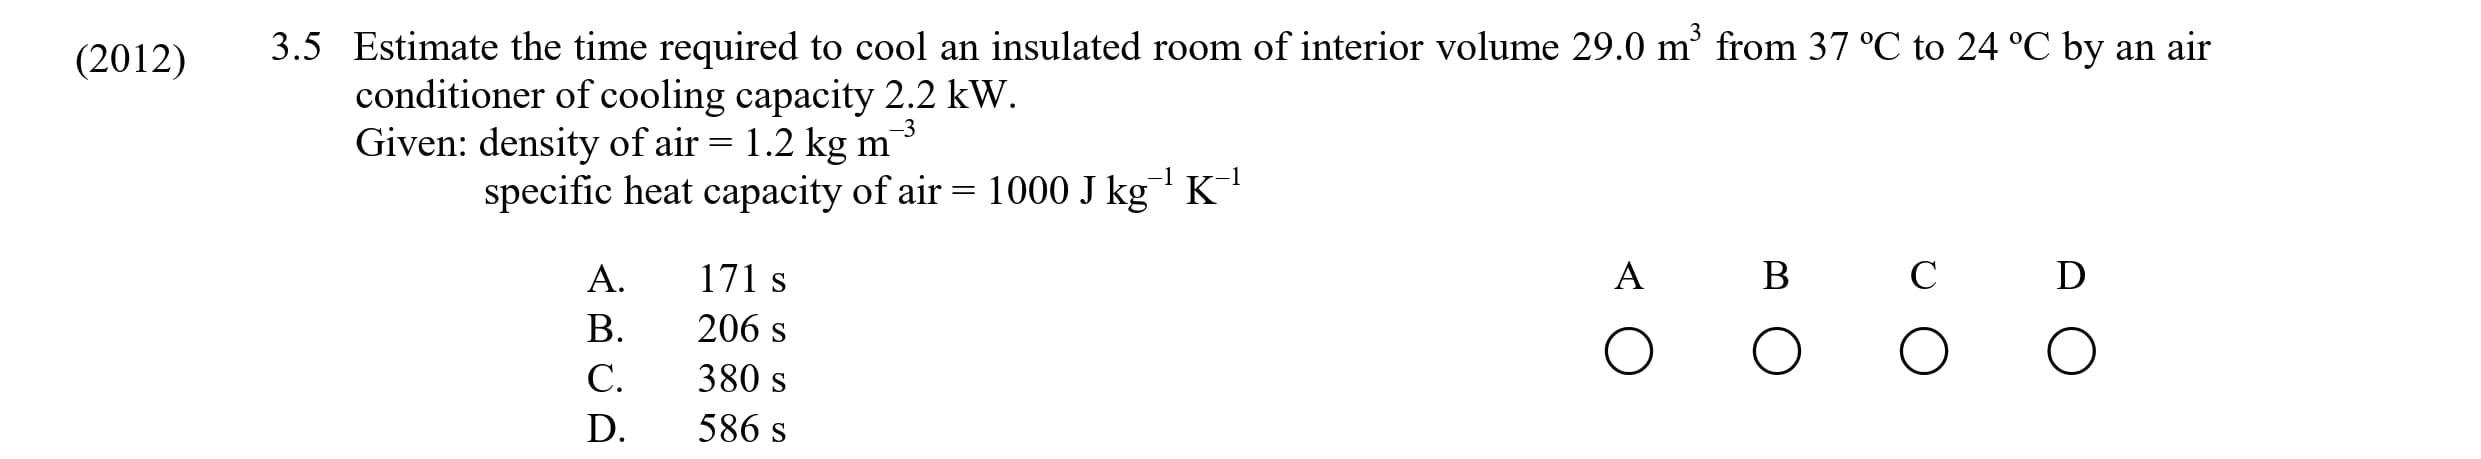 (2012) 3.5 Estimate the time required to cool an insulated room of interior volume 29.0 m³ from 37 ºC to 24 ºC by an air
conditioner of cooling capacity 2.2 kW.
Given: density of air = 1.2 kg m⁻³
specific heat capacity of air = 1000 J kg⁻¹ K⁻¹
A. 171 s A B C D
B. 206 s
C. 380 s
D. 586 s